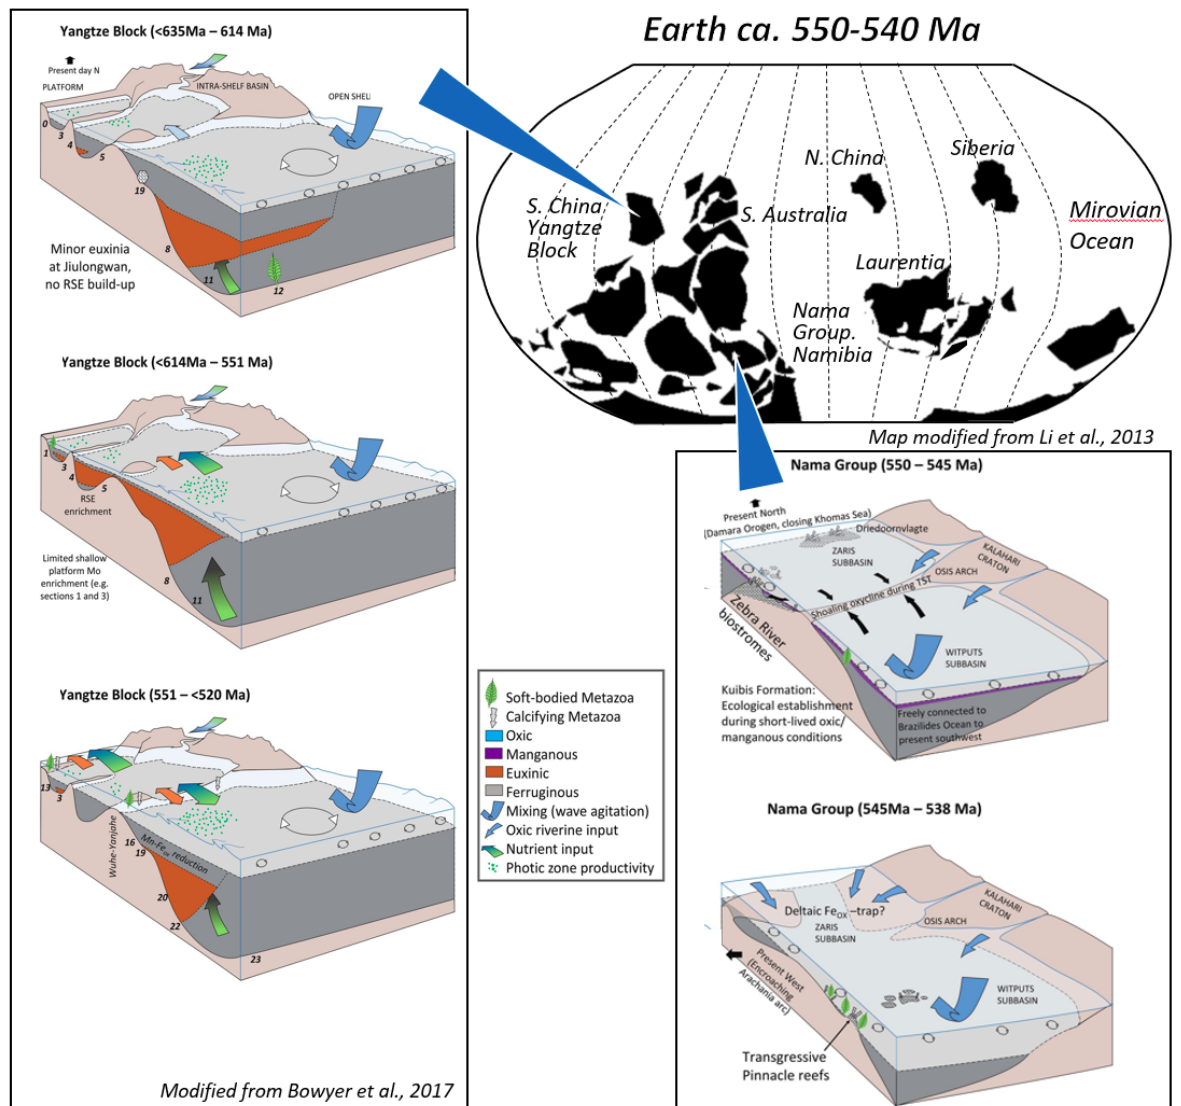 Yangtze Block (<635Ma – 614 Ma)
Present day N
PLATFORM
INTRA-SHELF BASIN
OPEN SHELI
0
3
4
5
19
8
11
12
Minor euxinia
at Jiulongwan,
no RSE build-up
Yangtze Block (<614Ma – 551 Ma)
1
3
4
5
RSE
enrichment
Limited shallow
platform Mo
enrichment (e.g.
sections 1 and 3)
8
11
Yangtze Block (551 – <520 Ma)
13
3
Wuhe-Yanjahe
16
19
Mn-Feox reduction
20
22
23
Modified from Bowyer et al., 2017
Earth ca. 550-540 Ma
S. China
Yangtze
Block
S. Australia
N. China
Siberia
Mirovian
Ocean
Laurentia
Nama
Group.
Namibia
Map modified from Li et al., 2013
Soft-bodied Metazoa
Calcifying Metazoa
Oxic
Manganous
Euxinic
Ferruginous
Mixing (wave agitation)
Oxic riverine input
Nutrient input
Photic zone productivity
Nama Group (550 – 545 Ma)
Present North
(Damara Orogen, closing Khomas Sea)
Driedoornvlagte
ZARIS
SUBBASIN
KALAHARI
CRATON
OSIS ARCH
Shoaling oxycline during TST
Zebra River
biostromes
WITPUTS
SUBBASIN
Kuibis Formation:
Ecological establishment
during short-lived oxic/
manganous conditions
Freely connected to
Brazilides Ocean to
present southwest
Nama Group (545Ma – 538 Ma)
Deltaic FeOX –trap?
ZARIS
SUBBASIN
OSIS ARCH
KALAHARI
CRATON
Present West
(Encroaching
Arachania arc)
WITPUTS
SUBBASIN
Transgressive
Pinnacle reefs